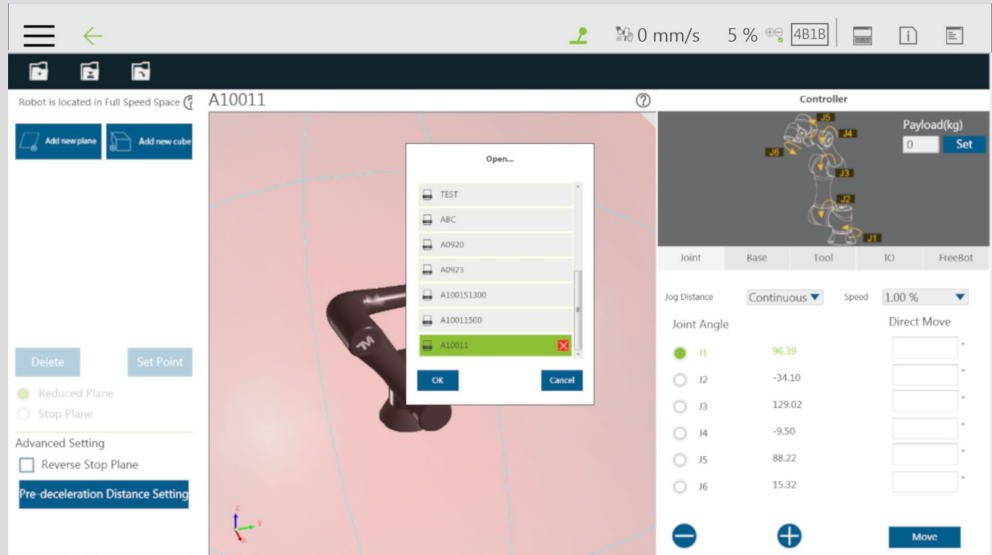 0 mm/s 5 % 4B1B
Robot is located in Full Speed Space
A10011
Controller
Add new plane
Add new cube
Payload(kg)
0 Set
J5
J4
J6
J3
J2
J1
Open...
TEST
ABC
A0920
A0923
A1001S1300
A10011500
A10011
OK Cancel
TM
Joint Base Tool IO FreeBot
Jog Distance Continuous Speed 1.00 %
Joint Angle Direct Move
J1 96.39 °
J2 -34.10 °
J3 129.02 °
J4 -9.50 °
J5 88.22 °
J6 15.32 °
Move
Delete Set Point
Reduced Plane
Stop Plane
Advanced Setting
Reverse Stop Plane
Pre-deceleration Distance Setting
Z
Y
X